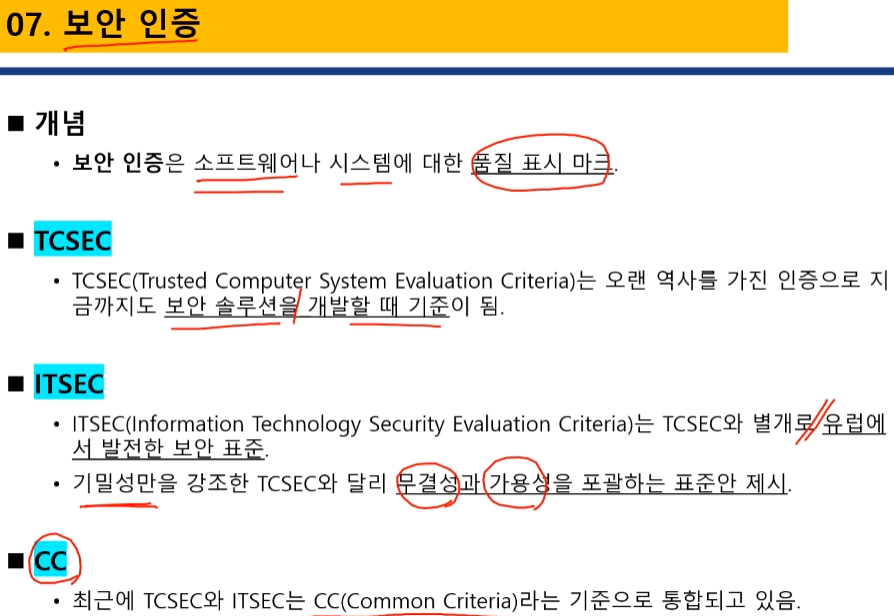 07. 보안 인증
■ 개념
• 보안 인증은 소프트웨어나 시스템에 대한 품질 표시 마크.
■ TCSEC
• TCSEC(Trusted Computer System Evaluation Criteria)는 오랜 역사를 가진 인증으로 지
금까지도 보안 솔루션을 개발할 때 기준이 됨.
■ ITSEC
• ITSEC(Information Technology Security Evaluation Criteria)는 TCSEC와 별개로 유럽에
서 발전한 보안 표준.
• 기밀성만을 강조한 TCSEC와 달리 무결성과 가용성을 포괄하는 표준안 제시.
■ CC
• 최근에 TCSEC와 ITSEC는 CC(Common Criteria)라는 기준으로 통합되고 있음.